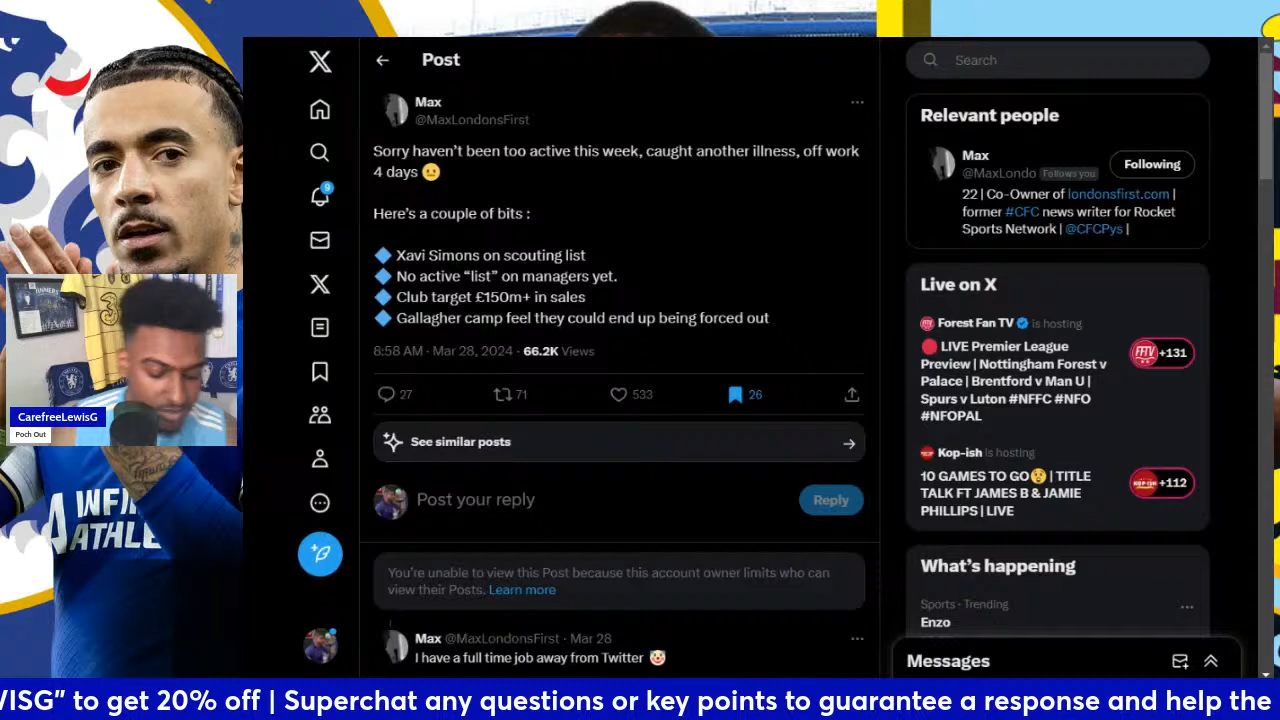 Post
Max
@MaxLondonsFirst
Sorry haven't been too active this week, caught another illness, off work
4 days 😐
Here's a couple of bits :
🔷 Xavi Simons on scouting list
🔷 No active “list” on managers yet.
🔷 Club target £150m+ in sales
🔷 Gallagher camp feel they could end up being forced out
8:58 AM · Mar 28, 2024 · 66.2K Views
27
71
533
26
See similar posts
Post your reply
Reply
You're unable to view this Post because this account owner limits who can
view their Posts. Learn more
Max @MaxLondonsFirst · Mar 28
I have a full time job away from Twitter 🤡
9
Search
Relevant people
Max
@MaxLondo Follows you
Following
22 | Co-Owner of londonsfirst.com |
former #CFC news writer for Rocket
Sports Network | @CFCPys |
Live on X
Forest Fan TV is hosting
🔴 LIVE Premier League
Preview | Nottingham Forest v
Palace | Brentford v Man U |
Spurs v Luton #NFFC #NFO
#NFOPAL
FFTV
+131
Kop-ish is hosting
10 GAMES TO GO😲 | TITLE
TALK FT JAMES B & JAMIE
PHILLIPS | LIVE
KOP-ISH
+112
What's happening
Sports · Trending
Enzo
Messages
CarefreeLewisG
Poch Out
INFIN
ATHLE
WISG" to get 20% off | Superchat any questions or key points to guarantee a response and help the